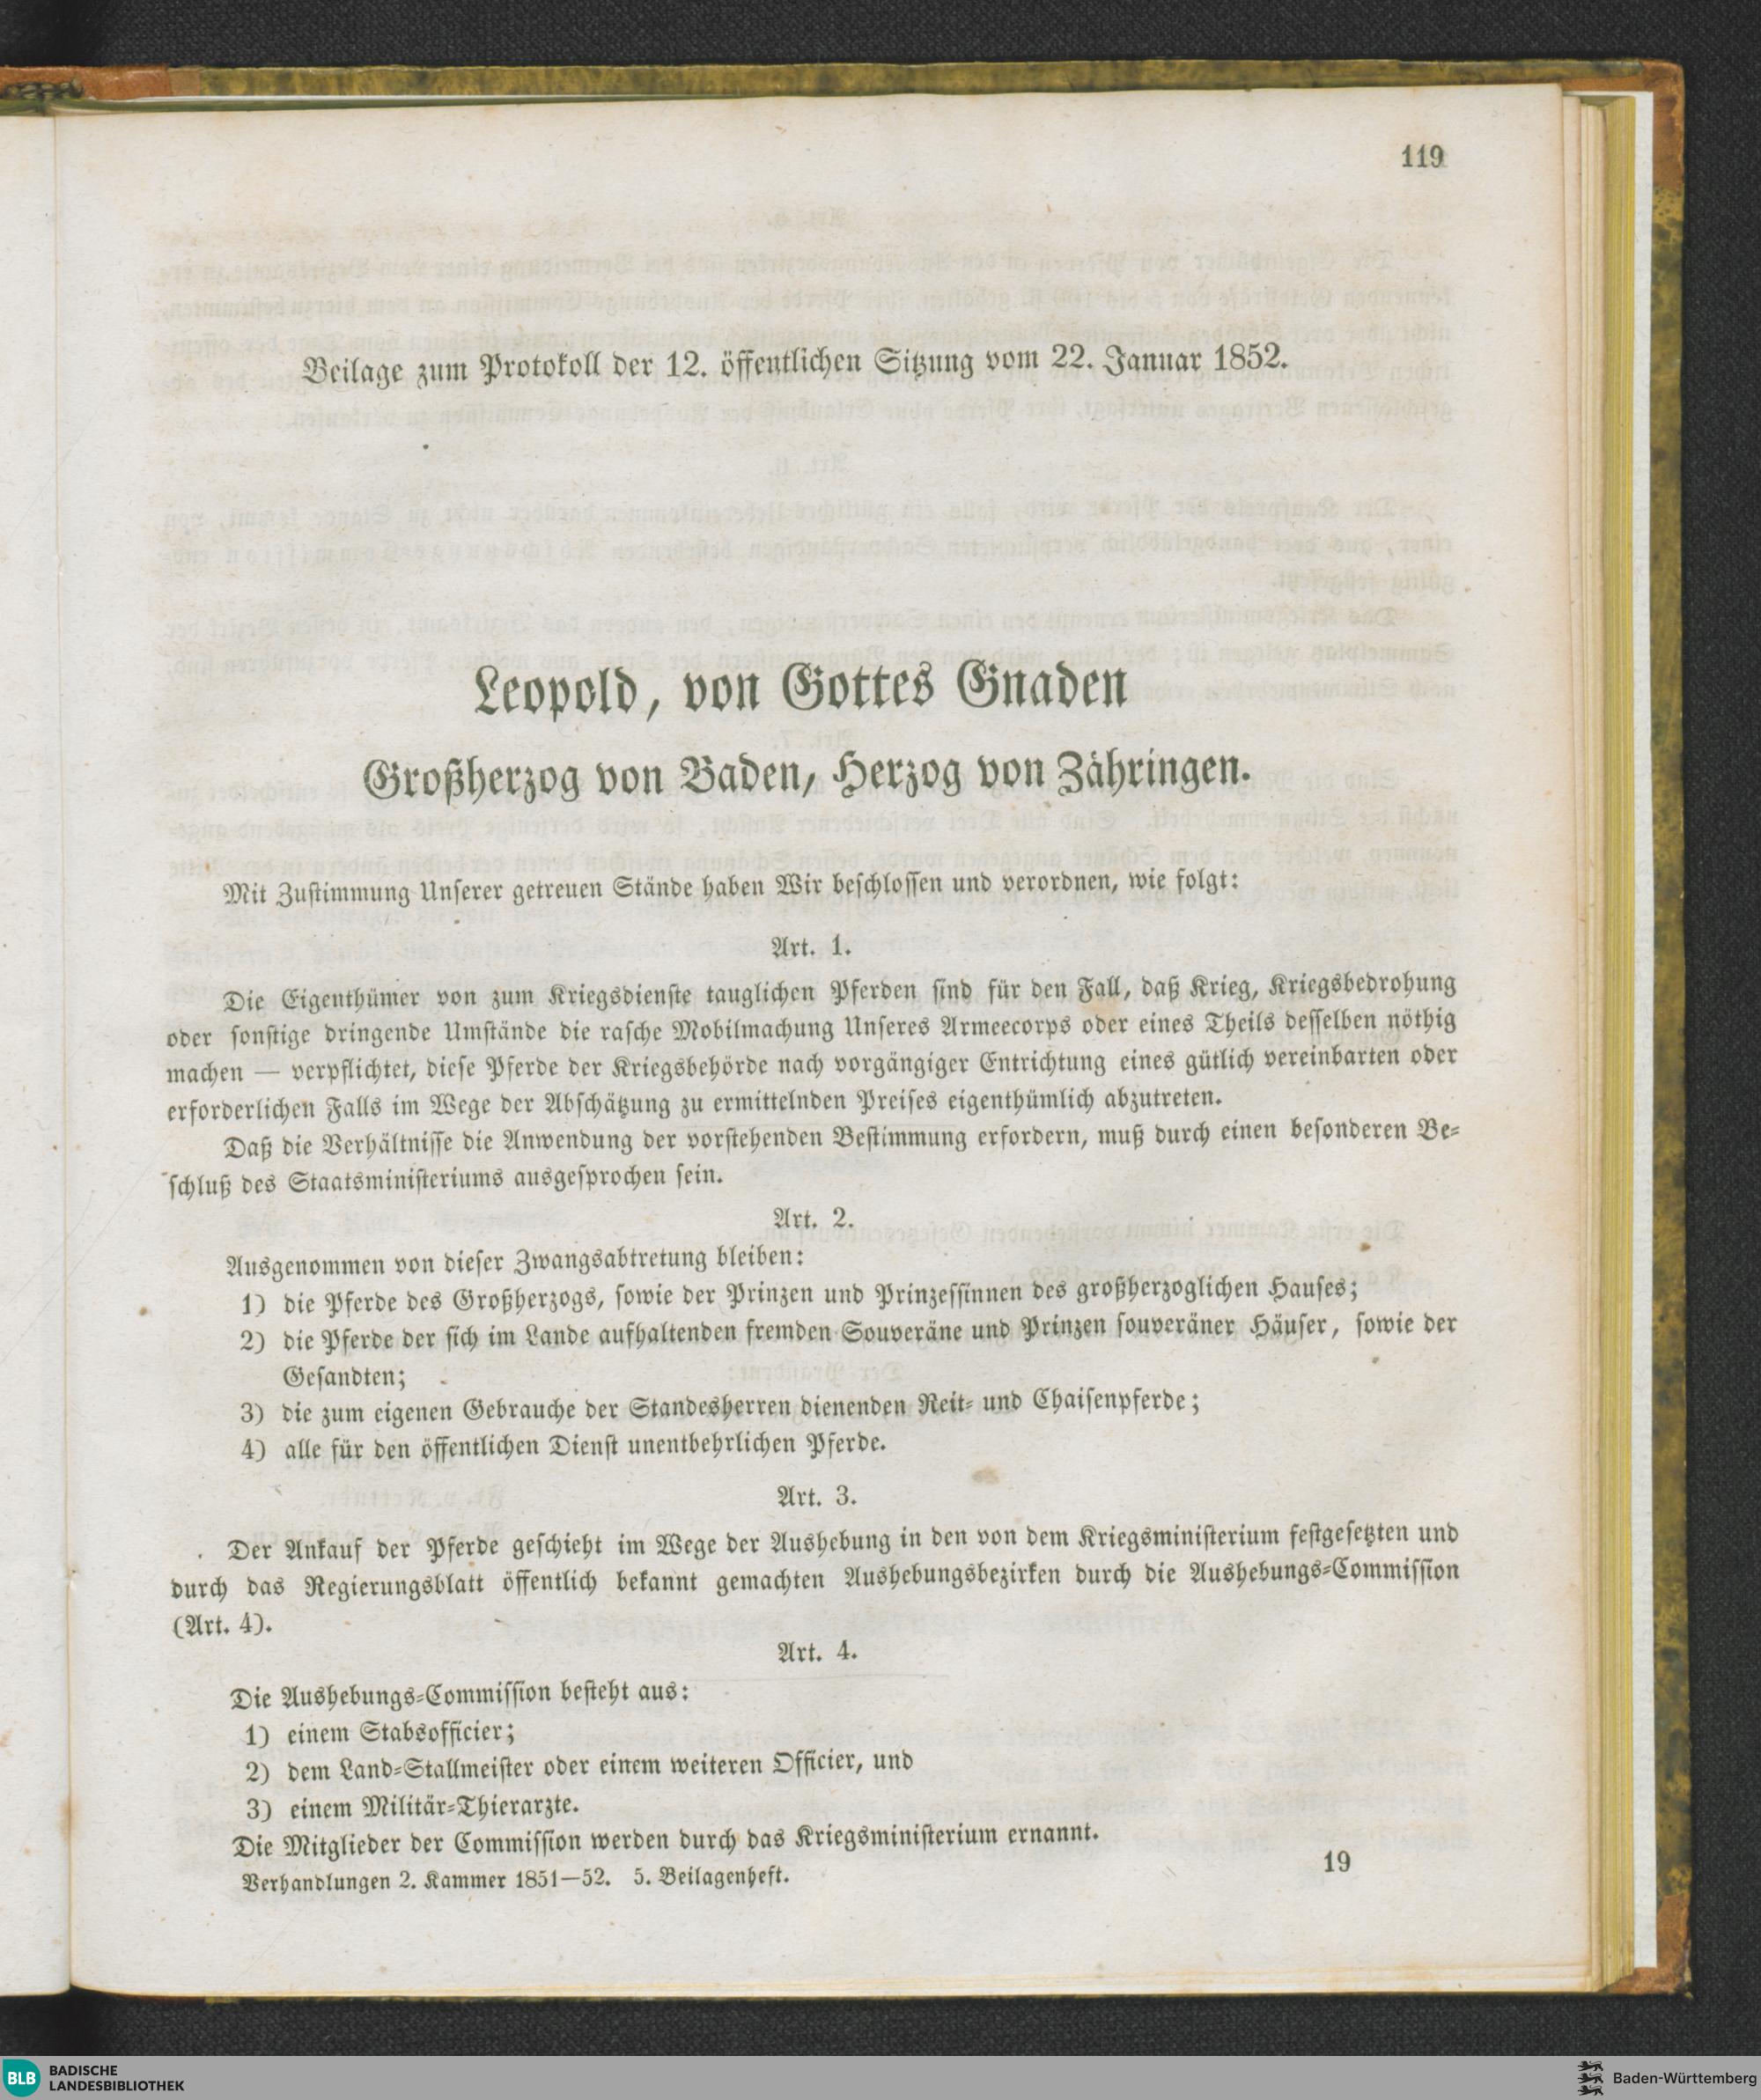 119
Beilage zum Protokoll der 12. öffentlichen Sitzung vom 22. Januar 1852.
Leopold, von Gottes Gnaden
Großherzog von Baden, Herzog von Zähringen.
Mit Zustimmung Unserer getreuen Stände haben Wir beschlossen und verordnen, wie folgt:
Art. 1.
Die Eigenthümer von zum Kriegsdienste tauglichen Pferden sind für den Fall, daß Krieg, Kriegsbedrohung
oder sonstige dringende Umstände die rasche Mobilmachung Unseres Armeecorps oder eines Theils desselben nöthig
machen — verpflichtet, diese Pferde der Kriegsbehörde nach vorgängiger Entrichtung eines gütlich vereinbarten oder
erforderlichen Falls im Wege der Abschätzung zu ermittelnden Preises eigenthümlich abzutreten.
Daß die Verhältnisse die Anwendung der vorstehenden Bestimmung erfordern, muß durch einen besonderen Be-
schluß des Staatsministeriums ausgesprochen sein.
Art. 2.
Ausgenommen von dieser Zwangsabtretung bleiben:
1) die Pferde des Großherzogs, sowie der Prinzen und Prinzessinnen des großherzoglichen Hauses;
2) die Pferde der sich im Lande aufhaltenden fremden Souveräne und Prinzen souveräner Häuser, sowie der
Gesandten;
3) die zum eigenen Gebrauche der Standesherren dienenden Reit- und Chaisenpferde;
4) alle für den öffentlichen Dienst unentbehrlichen Pferde.
Art. 3.
Der Ankauf der Pferde geschieht im Wege der Aushebung in den von dem Kriegsministerium festgesetzten und
durch das Regierungsblatt öffentlich bekannt gemachten Aushebungsbezirken durch die Aushebungs-Commission
(Art. 4).
Art. 4.
Die Aushebungs-Commission besteht aus:
1) einem Stabsofficier;
2) dem Land-Stallmeister oder einem weiteren Officier, und
3) einem Militär-Thierarzte.
Die Mitglieder der Commission werden durch das Kriegsministerium ernannt.
Verhandlungen 2. Kammer 1851—52. 5. Beilagenheft.
19
BLB BADISCHE
LANDESBIBLIOTHEK
Baden-Württemberg